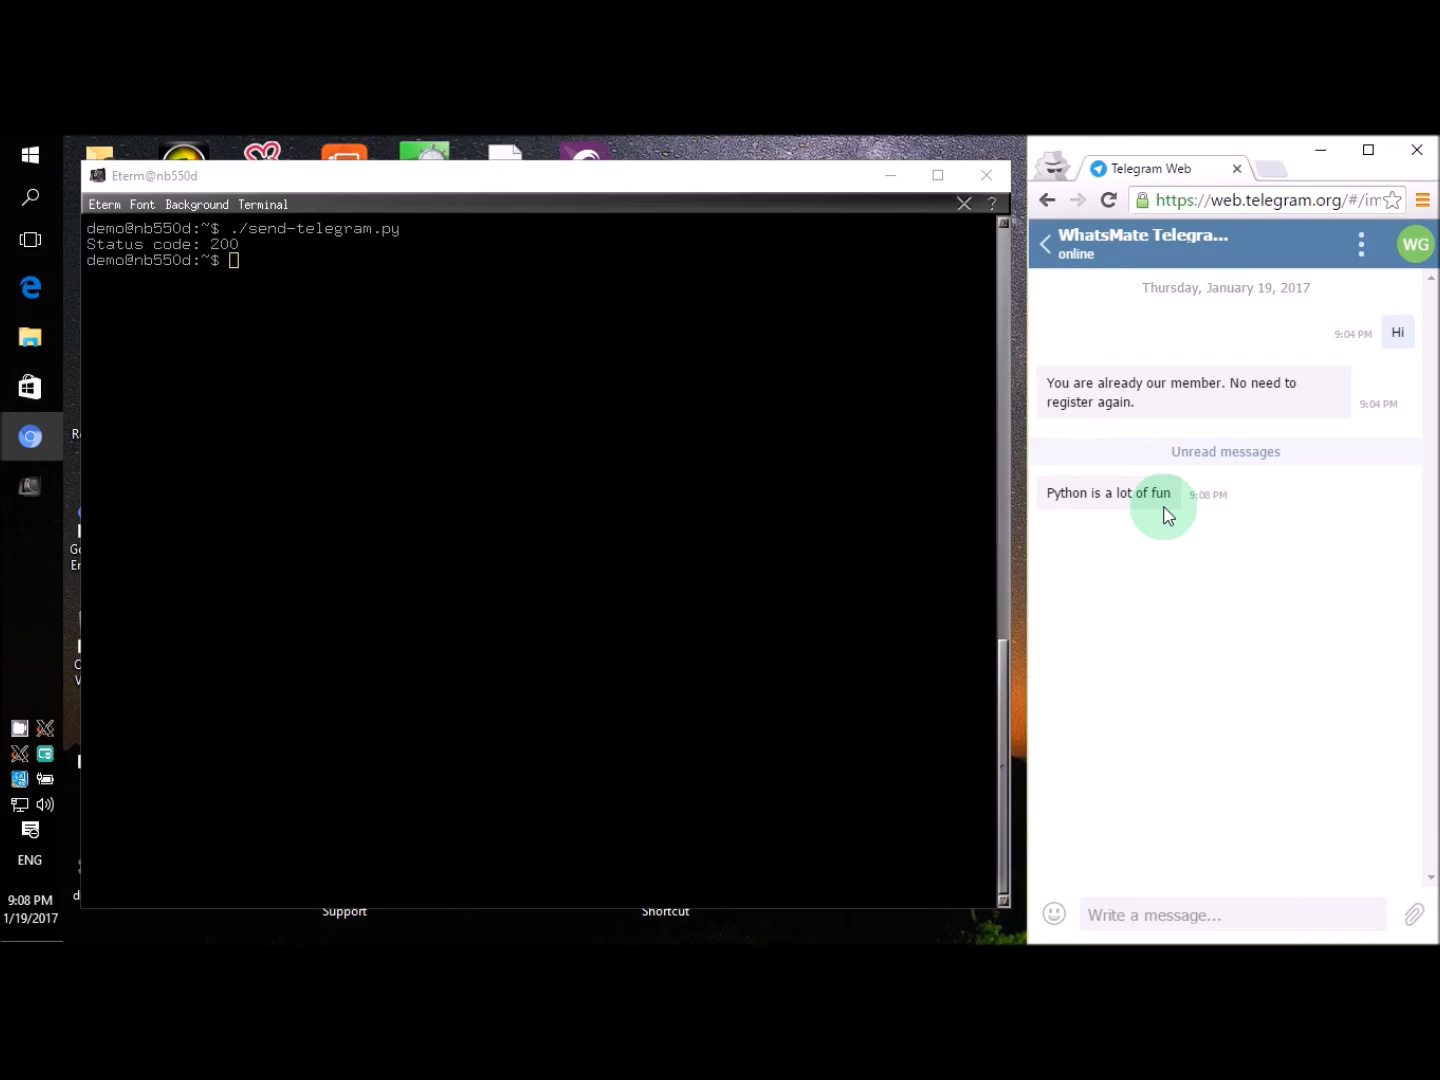 Eterm@nb550d
Eterm Font Background Terminal
?
demo@nb550d:~$ ./send-telegram.py
Status code: 200
demo@nb550d:~$
Support
Shortcut
ENG
9:08 PM
1/19/2017
Telegram Web
https://web.telegram.org/#/im
WhatsMate Telegra...
online
WG
Thursday, January 19, 2017
9:04 PM
Hi
You are already our member. No need to
register again.
9:04 PM
Unread messages
Python is a lot of fun
9:08 PM
Write a message...